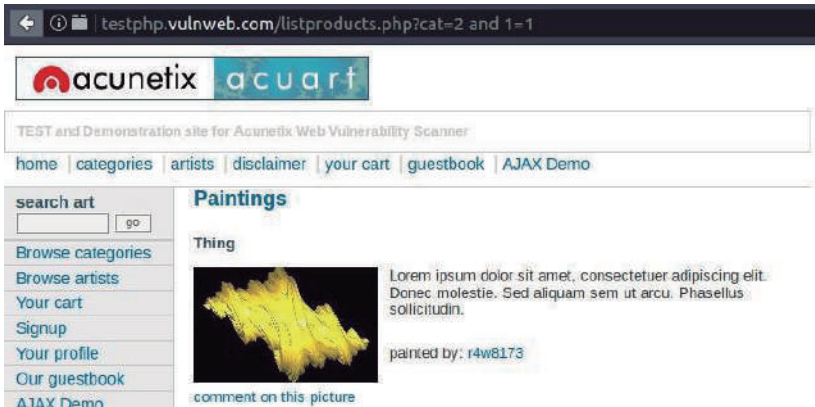 testphp.vulnweb.com/listproducts.php?cat=2 and 1=1
acunetix acuart
TEST and Demonstration site for Acunetix Web Vulnerability Scanner
home | categories | artists | disclaimer | your cart | guestbook | AJAX Demo
search art
go
Browse categories
Browse artists
Your cart
Signup
Your profile
Our guestbook
AJAX Demo
Paintings
Thing
Lorem ipsum dolor sit amet, consectetuer adipiscing elit.
Donec molestie. Sed aliquam sem ut arcu. Phasellus
sollicitudin.
painted by: r4w8173
comment on this picture